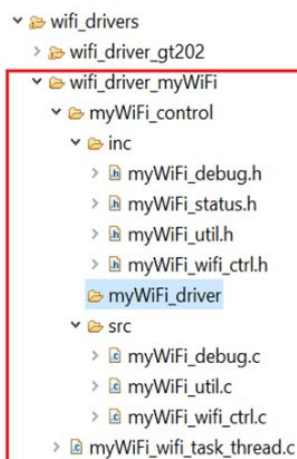 wifi_drivers
wifi_driver_gt202
wifi_driver_myWiFi
myWiFi_control
inc
myWiFi_debug.h
myWiFi_status.h
myWiFi_util.h
myWiFi_wifi_ctrl.h
myWiFi_driver
src
myWiFi_debug.c
myWiFi_util.c
myWiFi_wifi_ctrl.c
myWiFi_wifi_task_thread.c